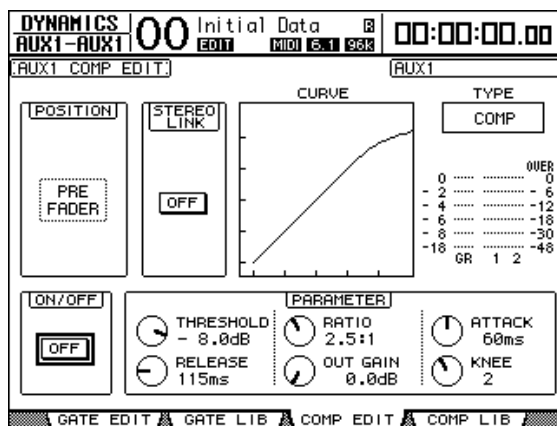 DYNAMICS
AUX1-AUX1
00
Initial Data
EDIT
MIDI 6.1 96k
00:00:00.00
AUX1 COMP EDIT
AUX1
POSITION
PRE
FADER
STEREO
LINK
OFF
CURVE
TYPE
COMP
OVER
0 0
- 2 - 6
- 4 -12
- 6 -18
- 8 -30
-18 -48
GR 1 2
ON/OFF
OFF
PARAMETER
THRESHOLD
- 8.0dB
RATIO
2.5:1
ATTACK
60ms
RELEASE
115ms
OUT GAIN
0.0dB
KNEE
2
GATE EDIT
GATE LIB
COMP EDIT
COMP LIB